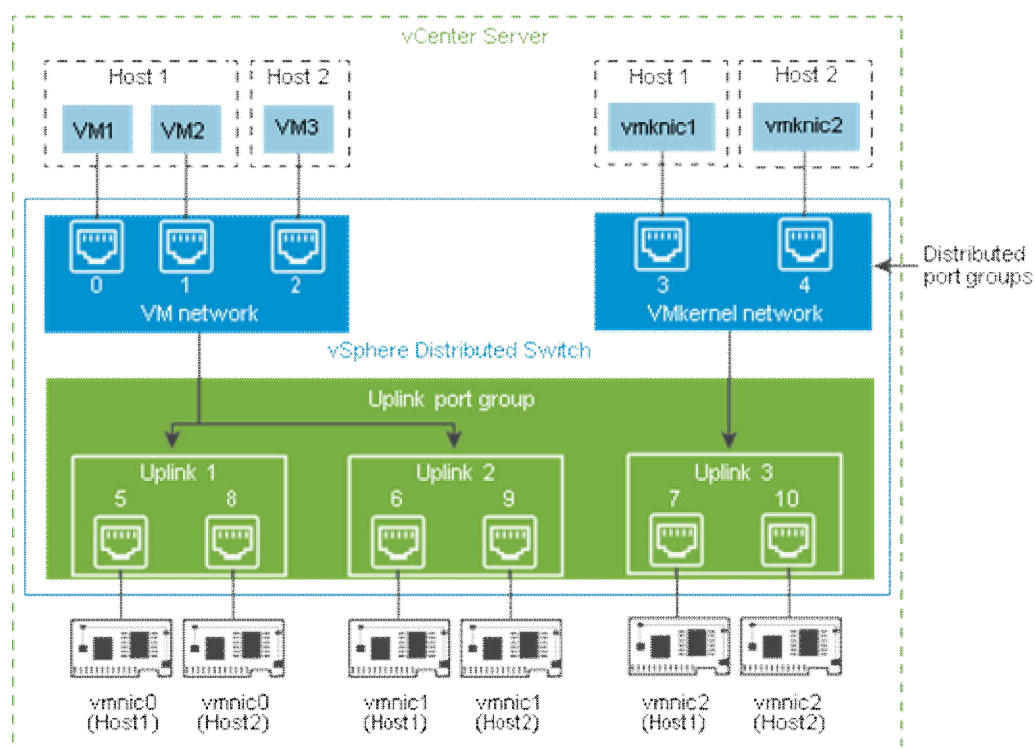 vCenter Server
Host 1
Host 2
Host 1
Host 2
VM1
VM2
VM3
vmknic1
vmknic2
0
1
2
3
4
VM network
VMkernel network
Distributed
port groups
vSphere Distributed Switch
Uplink port group
Uplink 1
Uplink 2
Uplink 3
5
8
6
9
7
10
vmnic0
(Host1)
vmnic0
(Host2)
vmnic1
(Host1)
vmnic1
(Host2)
vmnic2
(Host1)
vmnic2
(Host2)